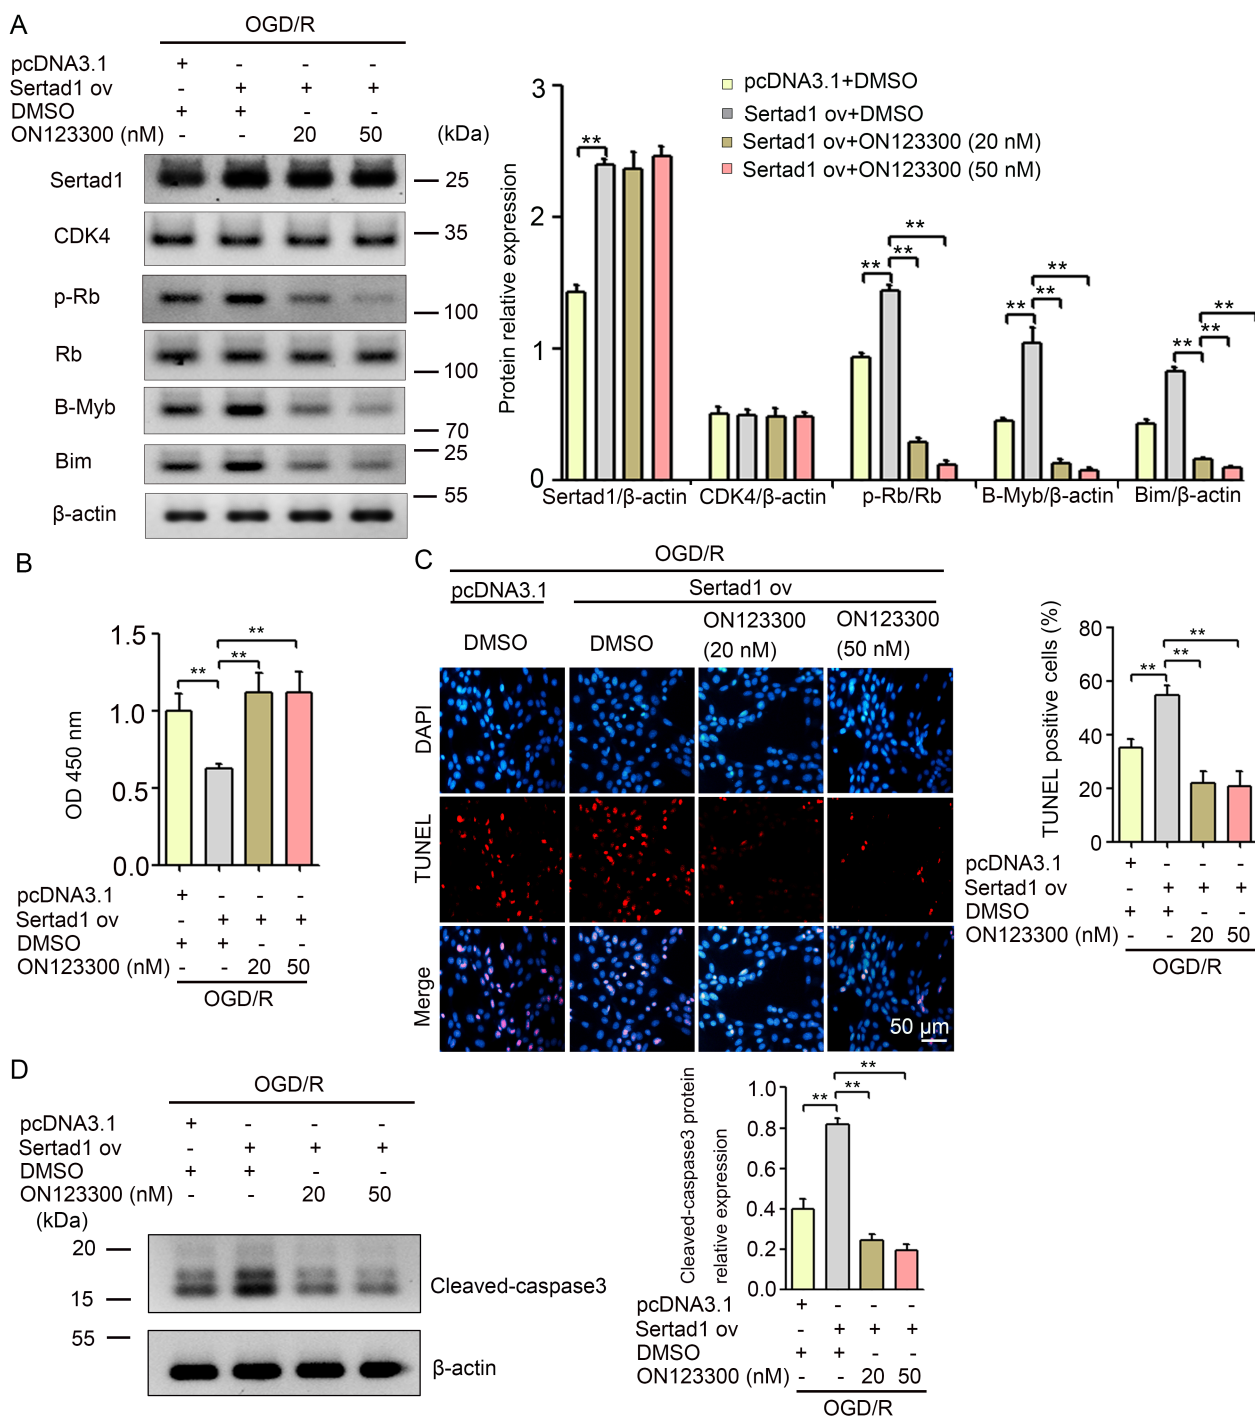 A
OGD/R
pcDNA3.1 + - - -
Sertad1 ov - + + +
DMSO + + - -
ON123300 (nM) - - 20 50 (kDa)
Sertad1 25
CDK4 35
p-Rb 100
Rb 100
B-Myb 70
Bim 25
β-actin 55
Protein relative expression
3
2
1
0
pcDNA3.1+DMSO
Sertad1 ov+DMSO
Sertad1 ov+ON123300 (20 nM)
Sertad1 ov+ON123300 (50 nM)
**
** ** **
** ** **
** ** **
Sertad1/β-actin CDK4/β-actin p-Rb/Rb B-Myb/β-actin Bim/β-actin
B
OD 450 nm
1.5
1.0
0.5
0.0
** ** **
pcDNA3.1 + - - -
Sertad1 ov - + + +
DMSO + + - -
ON123300 (nM) - - 20 50
OGD/R
C
OGD/R
pcDNA3.1 Sertad1 ov
DMSO DMSO ON123300 (20 nM) ON123300 (50 nM)
DAPI
TUNEL
Merge
50 μm
TUNEL positive cells (%)
80
60
40
20
0
** ** **
pcDNA3.1 + - - -
Sertad1 ov - + + +
DMSO + + - -
ON123300 (nM) - - 20 50
OGD/R
D
OGD/R
pcDNA3.1 + - - -
Sertad1 ov - + + +
DMSO + + - -
ON123300 (nM) - - 20 50
(kDa)
20
15 Cleaved-caspase3
55
β-actin
Cleaved-caspase3 protein
relative expression
1.0
0.8
0.6
0.4
0.2
0.0
** ** **
pcDNA3.1 + - - -
Sertad1 ov - + + +
DMSO + + - -
ON123300 (nM) - - 20 50
OGD/R